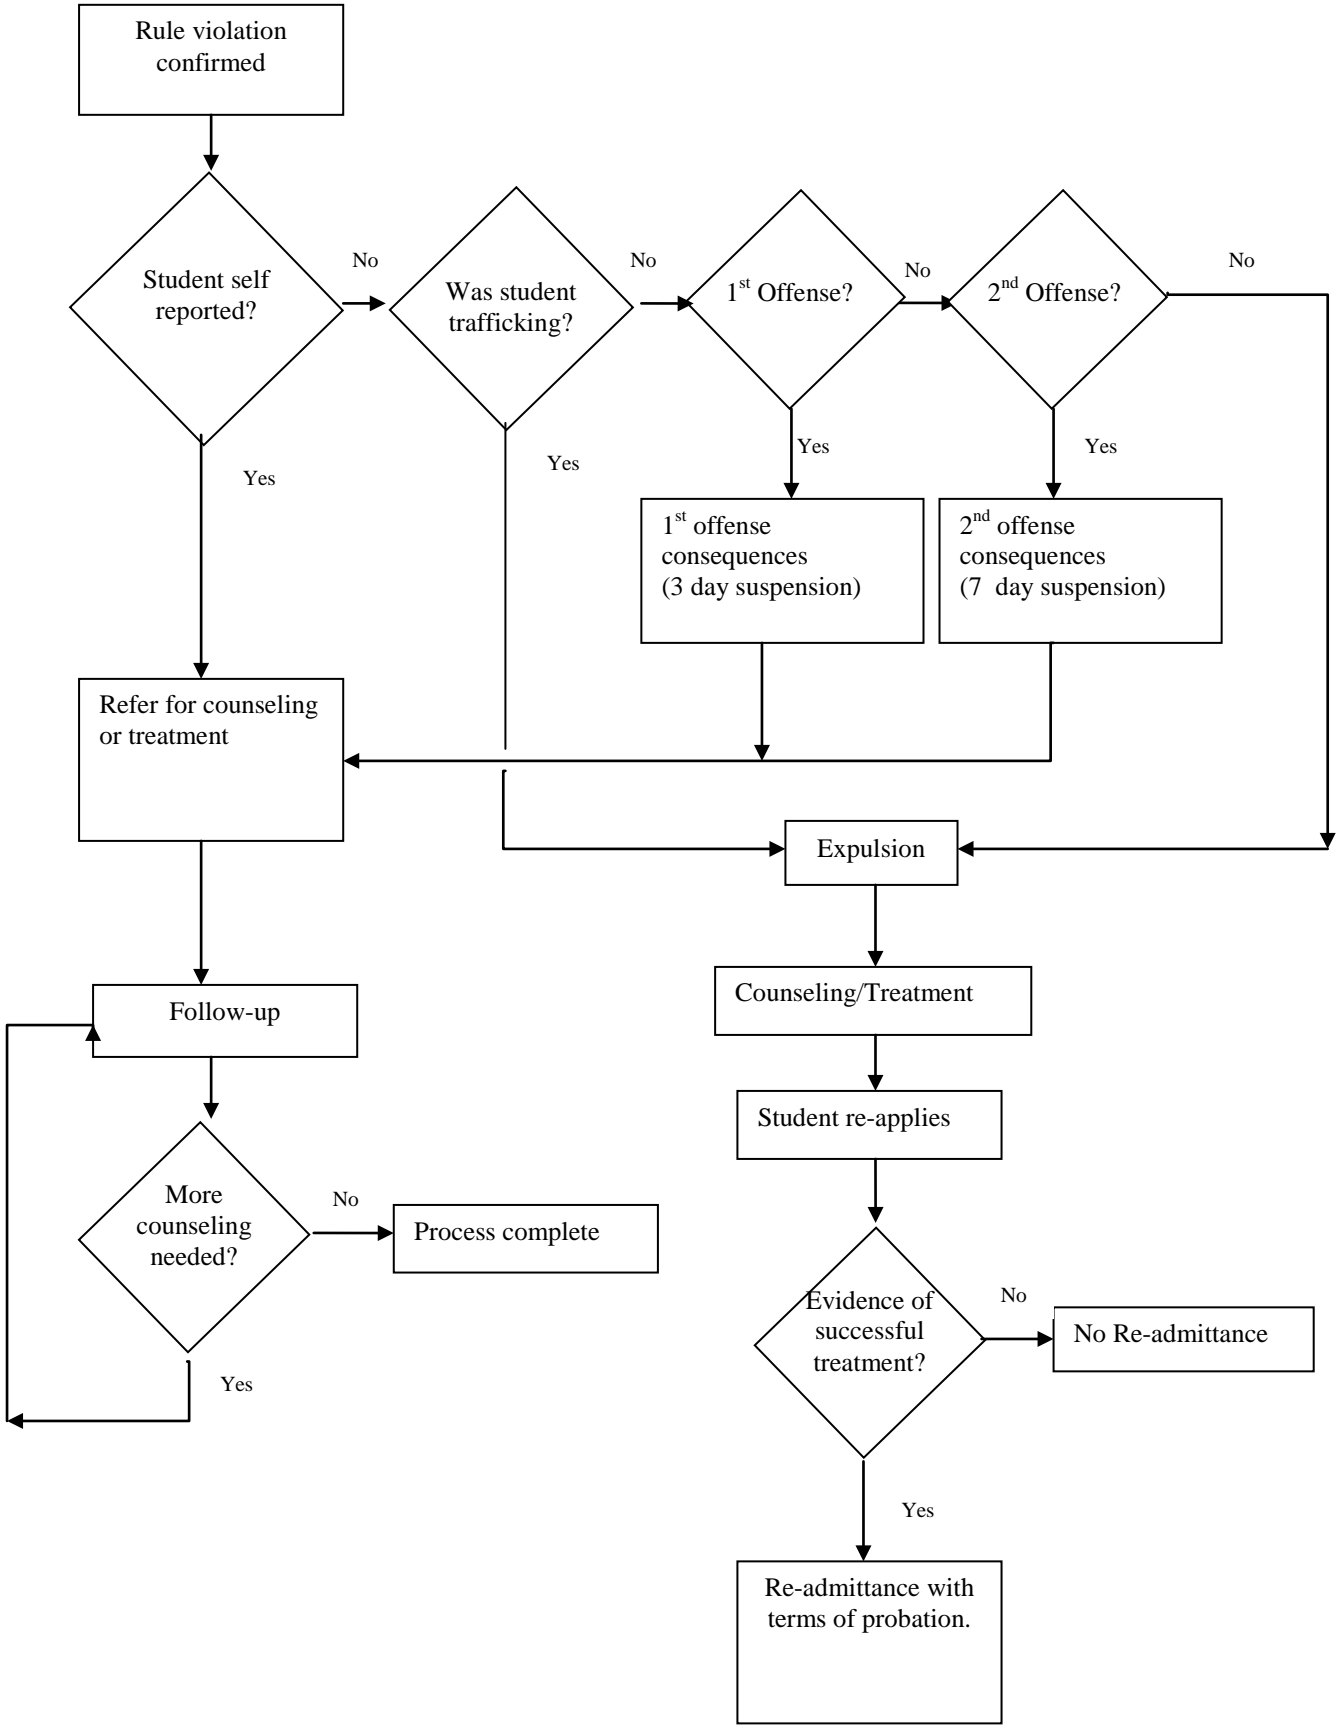 Rule violation
confirmed
Student self
reported?
No
Was student
trafficking?
No
1st Offense?
No
2nd Offense?
No
Yes
Yes
Yes
Yes
1st offense
consequences
(3 day suspension)
2nd offense
consequences
(7 day suspension)
Refer for counseling
or treatment
Expulsion
Counseling/Treatment
Follow-up
Student re-applies
More
counseling
needed?
No
Process complete
Yes
Evidence of
successful
treatment?
No
No Re-admittance
Yes
Re-admittance with
terms of probation.